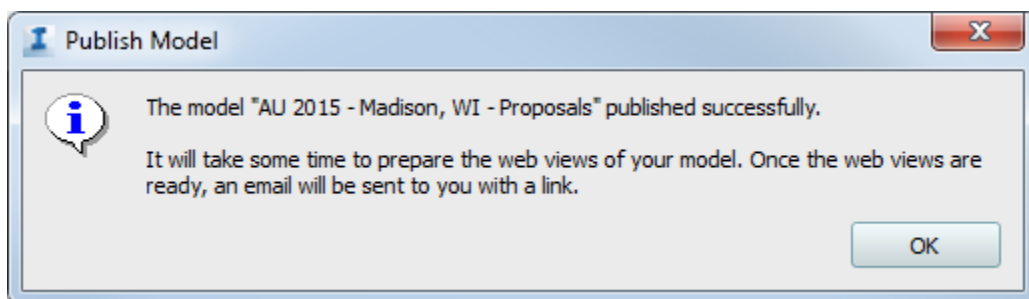 Publish Model
The model "AU 2015 - Madison, WI - Proposals" published successfully.
It will take some time to prepare the web views of your model. Once the web views are
ready, an email will be sent to you with a link.
OK